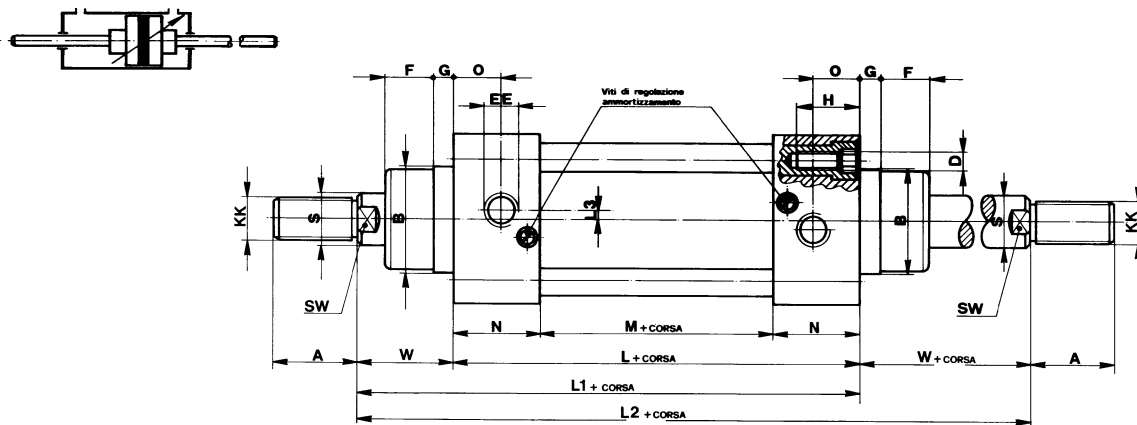 F G O
O G F
EE
Viti di regolazione
ammortizzamento
H
D
KK
S
B
L3
B
S
KK
SW
SW
N
M + CORSA
N
A
W
L + CORSA
W + CORSA
A
L1 + CORSA
L2 + CORSA